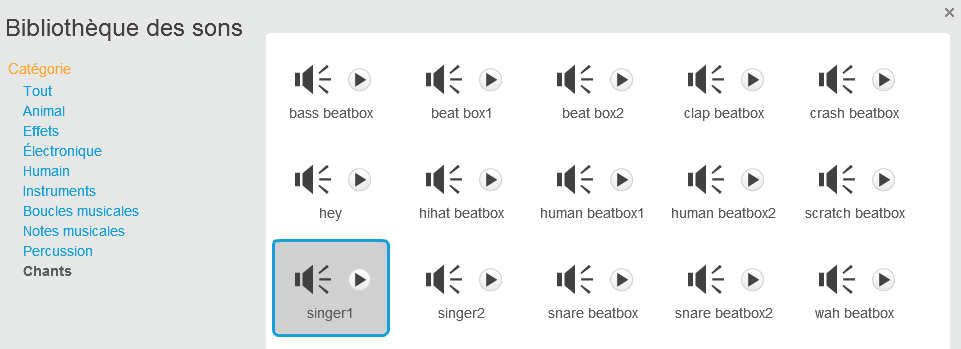 Bibliothèque des sons
Catégorie
Tout
Animal
Effets
Électronique
Humain
Instruments
Boucles musicales
Notes musicales
Percussion
Chants
bass beatbox beat box1 beat box2 clap beatbox crash beatbox
hey hihat beatbox human beatbox1 human beatbox2 scratch beatbox
singer1 singer2 snare beatbox snare beatbox2 wah beatbox